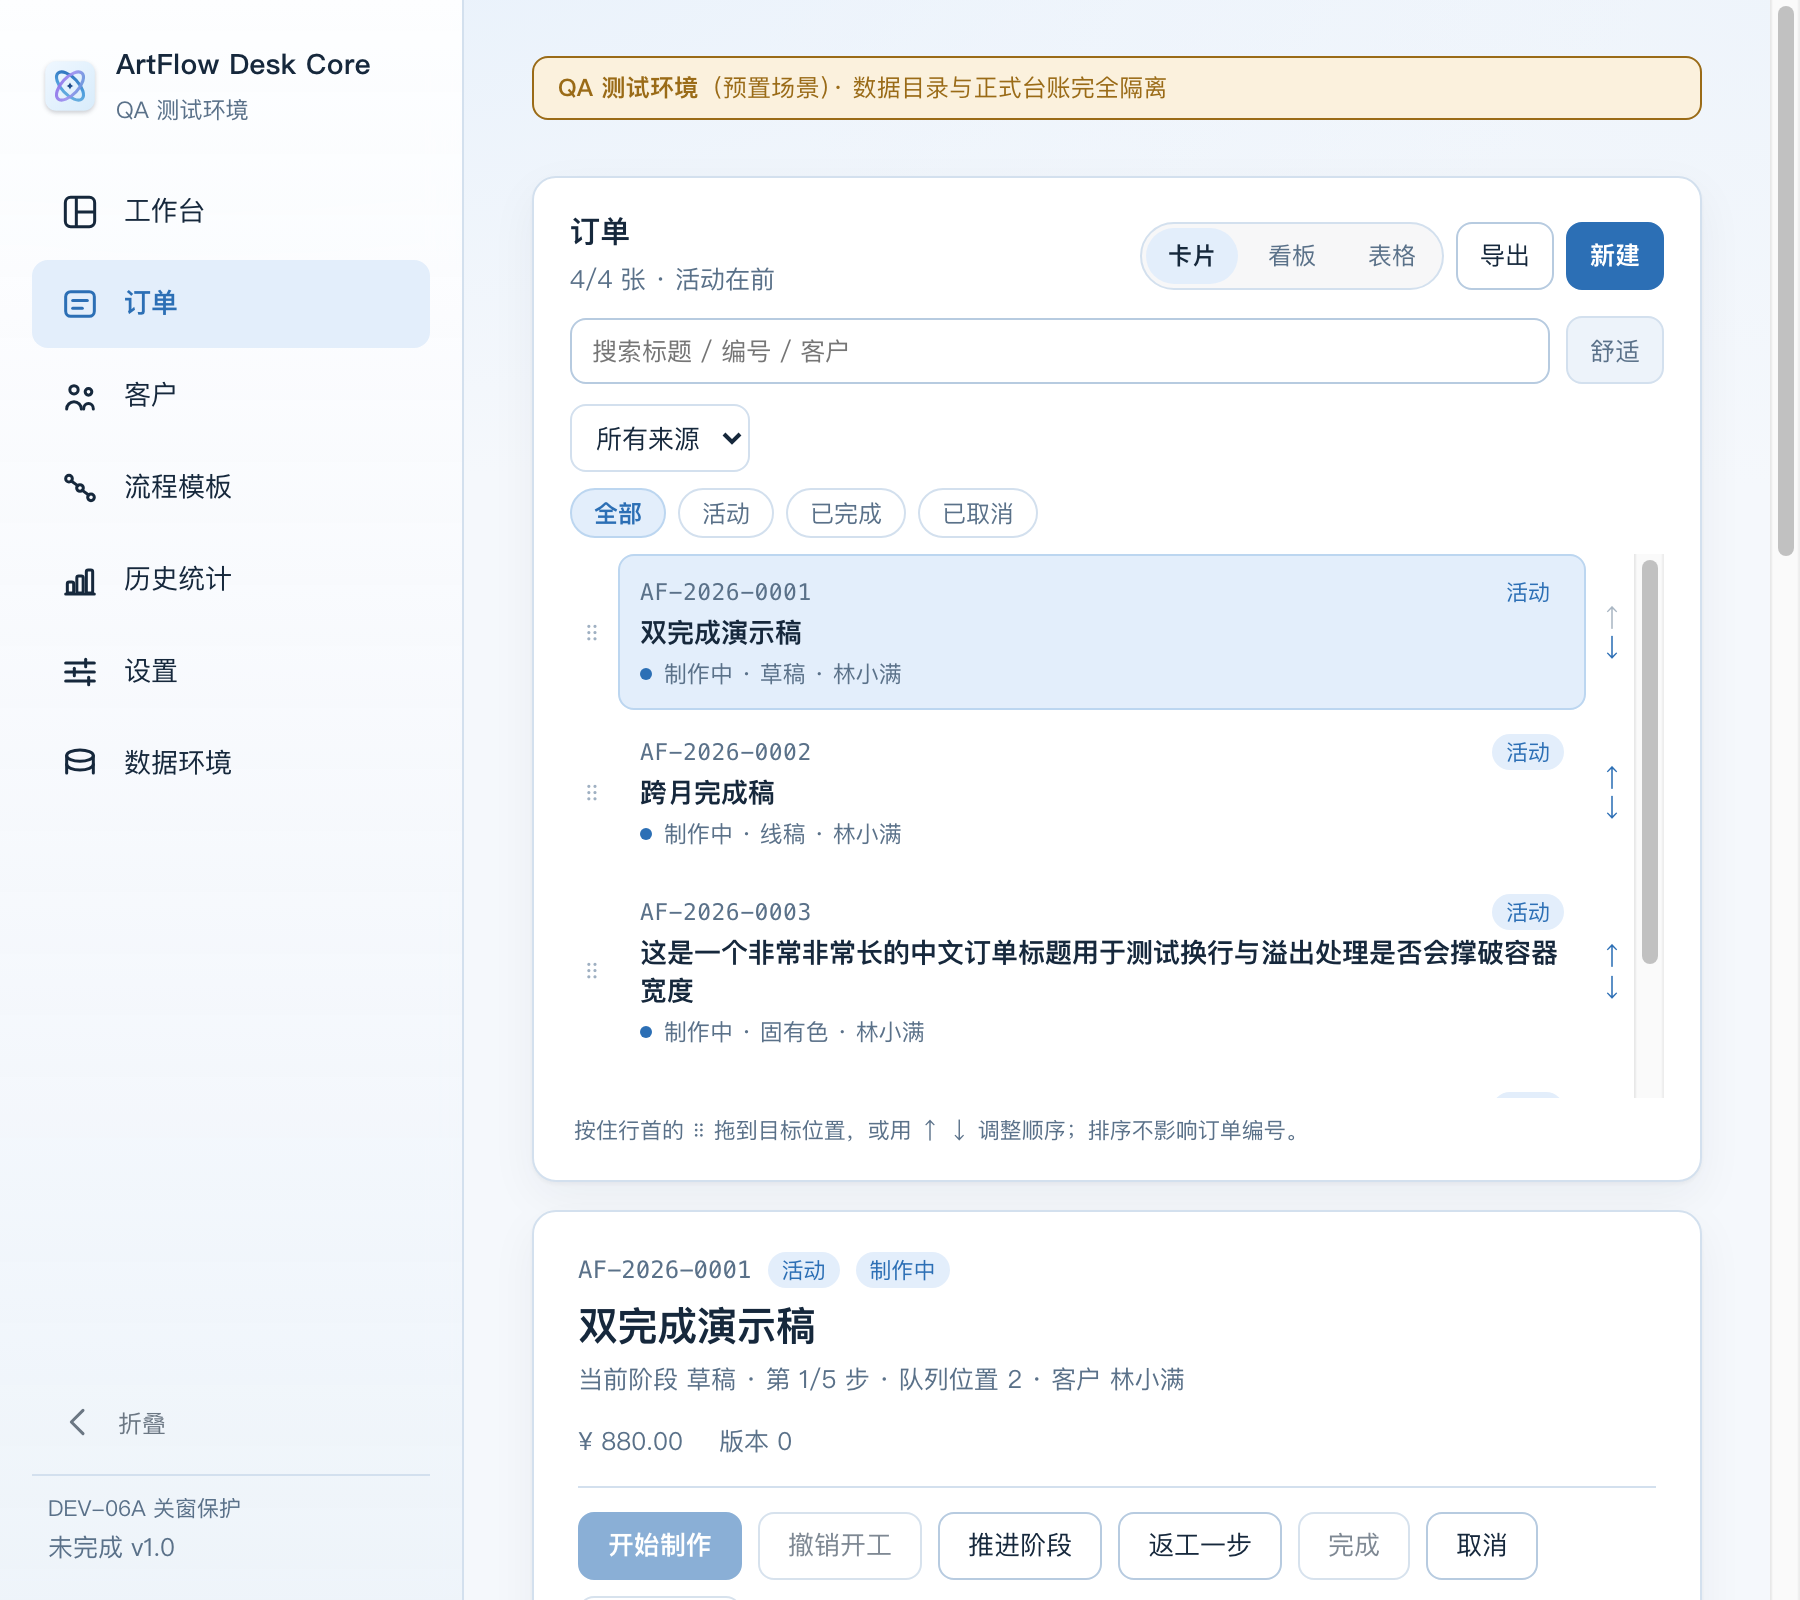 ArtFlow Desk Core
QA 测试环境
工作台
订单
客户
流程模板
历史统计
设置
数据环境
折叠
DEV-06A 关窗保护
未完成 v1.0
QA 测试环境（预置场景）· 数据目录与正式台账完全隔离
订单
4/4 张 · 活动在前
卡片 看板 表格 导出 新建
搜索标题 / 编号 / 客户
舒适
所有来源
全部 活动 已完成 已取消
AF-2026-0001 活动
双完成演示稿
制作中 · 草稿 · 林小满
↑
↓
AF-2026-0002 活动
跨月完成稿
制作中 · 线稿 · 林小满
↑
↓
AF-2026-0003 活动
这是一个非常非常长的中文订单标题用于测试换行与溢出处理是否会撑破容器
宽度
制作中 · 固有色 · 林小满
↑
↓
按住行首的 ⠿ 拖到目标位置，或用 ↑ ↓ 调整顺序；排序不影响订单编号。
AF-2026-0001 活动 制作中
双完成演示稿
当前阶段 草稿 · 第 1/5 步 · 队列位置 2 · 客户 林小满
¥ 880.00 版本 0
开始制作 撤销开工 推进阶段 返工一步 完成 取消